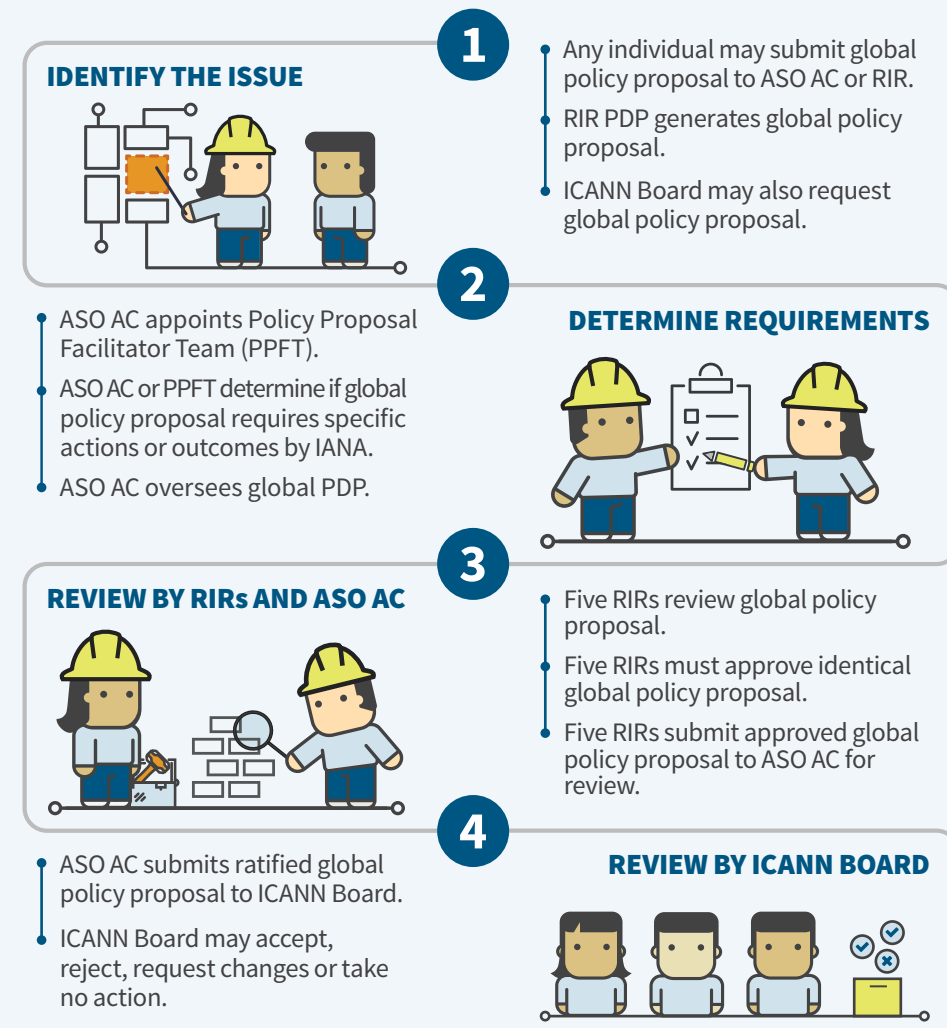 1
IDENTIFY THE ISSUE
Any individual may submit global
policy proposal to ASO AC or RIR.
RIR PDP generates global policy
proposal.
ICANN Board may also request
global policy proposal.
2
DETERMINE REQUIREMENTS
ASO AC appoints Policy Proposal
Facilitator Team (PPFT).
ASO AC or PPFT determine if global
policy proposal requires specific
actions or outcomes by IANA.
ASO AC oversees global PDP.
3
REVIEW BY RIRs AND ASO AC
Five RIRs review global policy
proposal.
Five RIRs must approve identical
global policy proposal.
Five RIRs submit approved global
policy proposal to ASO AC for
review.
4
REVIEW BY ICANN BOARD
ASO AC submits ratified global
policy proposal to ICANN Board.
ICANN Board may accept,
reject, request changes or take
no action.